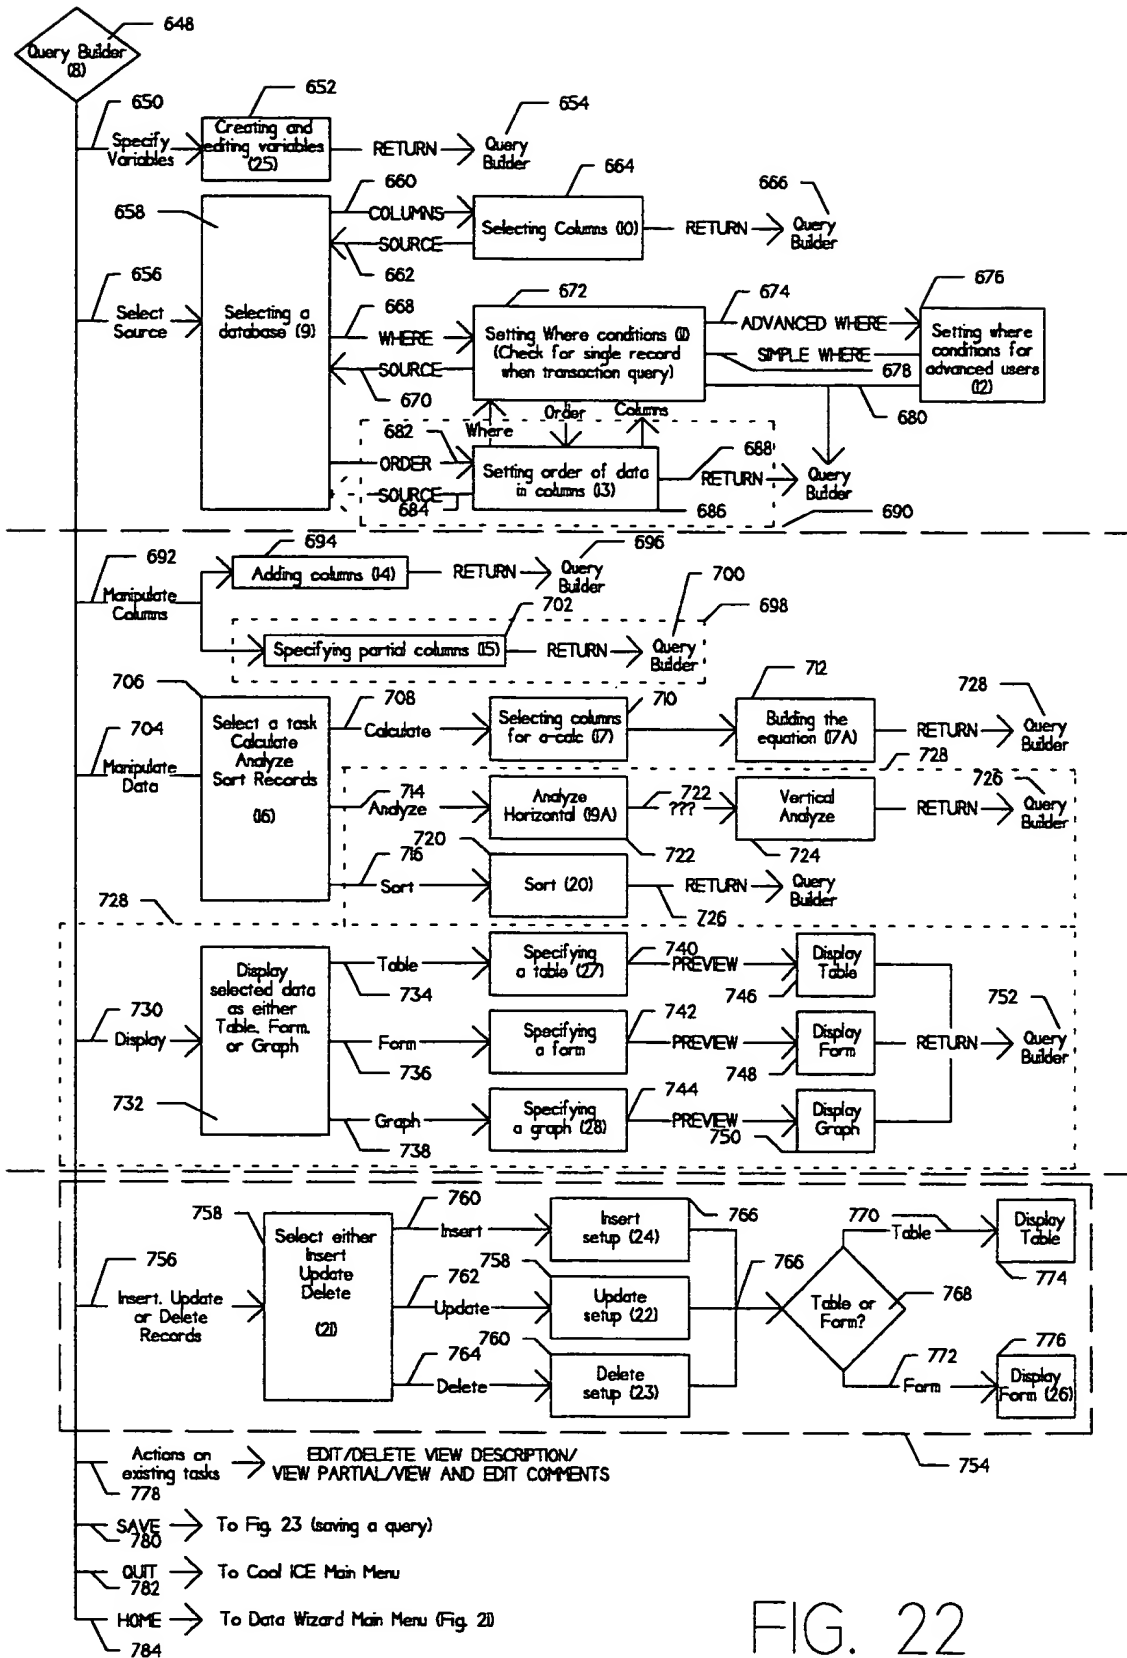 648
Query Builder
(8)
650
652
654
Specify
Variables
Creating and
editing variables
(25)
RETURN
Query
Builder
658
660
664
666
COLUMNS
Selecting Columns (10)
RETURN
Query
Builder
SOURCE
662
656
Select
Source
Selecting a
database (9)
668
672
674
676
WHERE
Setting Where conditions (11)
(Check for single record
when transaction query)
ADVANCED WHERE
SIMPLE WHERE
Setting where
conditions for
advanced users
(12)
SOURCE
670
678
680
Where
Order
Columns
682
688
ORDER
Setting order of data
in columns (13)
RETURN
Query
Builder
SOURCE
684
686
690
692
694
696
Manipulate
Columns
Adding columns (14)
RETURN
Query
Builder
700
698
702
Specifying partial columns (15)
RETURN
Query
Builder
706
708
710
712
728
704
Manipulate
Data
Select a task
Calculate
Analyze
Sort Records
(16)
Calculate
Selecting columns
for a-calc (17)
Building the
equation (17A)
RETURN
Query
Builder
728
714
Analyze
Analyze
Horizontal (19A)
722
???
Vertical
Analyze
RETURN
726
Query
Builder
720
722
724
716
Sort
Sort (20)
RETURN
Query
Builder
726
728
730
Display
Display
selected data
as either
Table, Form,
or Graph
732
Table
734
Specifying
a table (27)
740
PREVIEW
746
Display
Table
Form
736
Specifying
a form
742
PREVIEW
748
Display
Form
RETURN
752
Query
Builder
Graph
738
Specifying
a graph (28)
744
PREVIEW
750
Display
Graph
758
760
766
770
756
Insert, Update
or Delete
Records
Select either
Insert
Update
Delete
(21)
Insert
Insert
setup (24)
Table
Display
Table
774
762
758
766
Update
Update
setup (22)
Table or
Form?
768
764
760
Delete
Delete
setup (23)
772
Form
776
Display
Form (26)
754
Actions on
existing tasks
778
EDIT/DELETE VIEW DESCRIPTION/
VIEW PARTIAL/VIEW AND EDIT COMMENTS
SAVE
780
To Fig. 23 (saving a query)
QUIT
782
To Cool ICE Main Menu
HOME
784
To Data Wizard Main Menu (Fig. 21)
FIG. 22